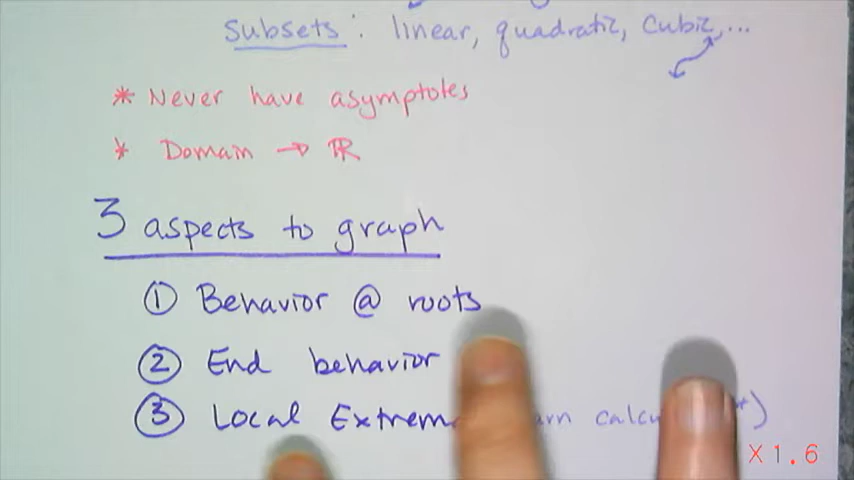 Subsets: linear, quadratic, Cubic,...
* Never have asymptotes
* Domain → ℝ
3 aspects to graph
① Behavior @ roots
② End behavior
③ Local
X1.6